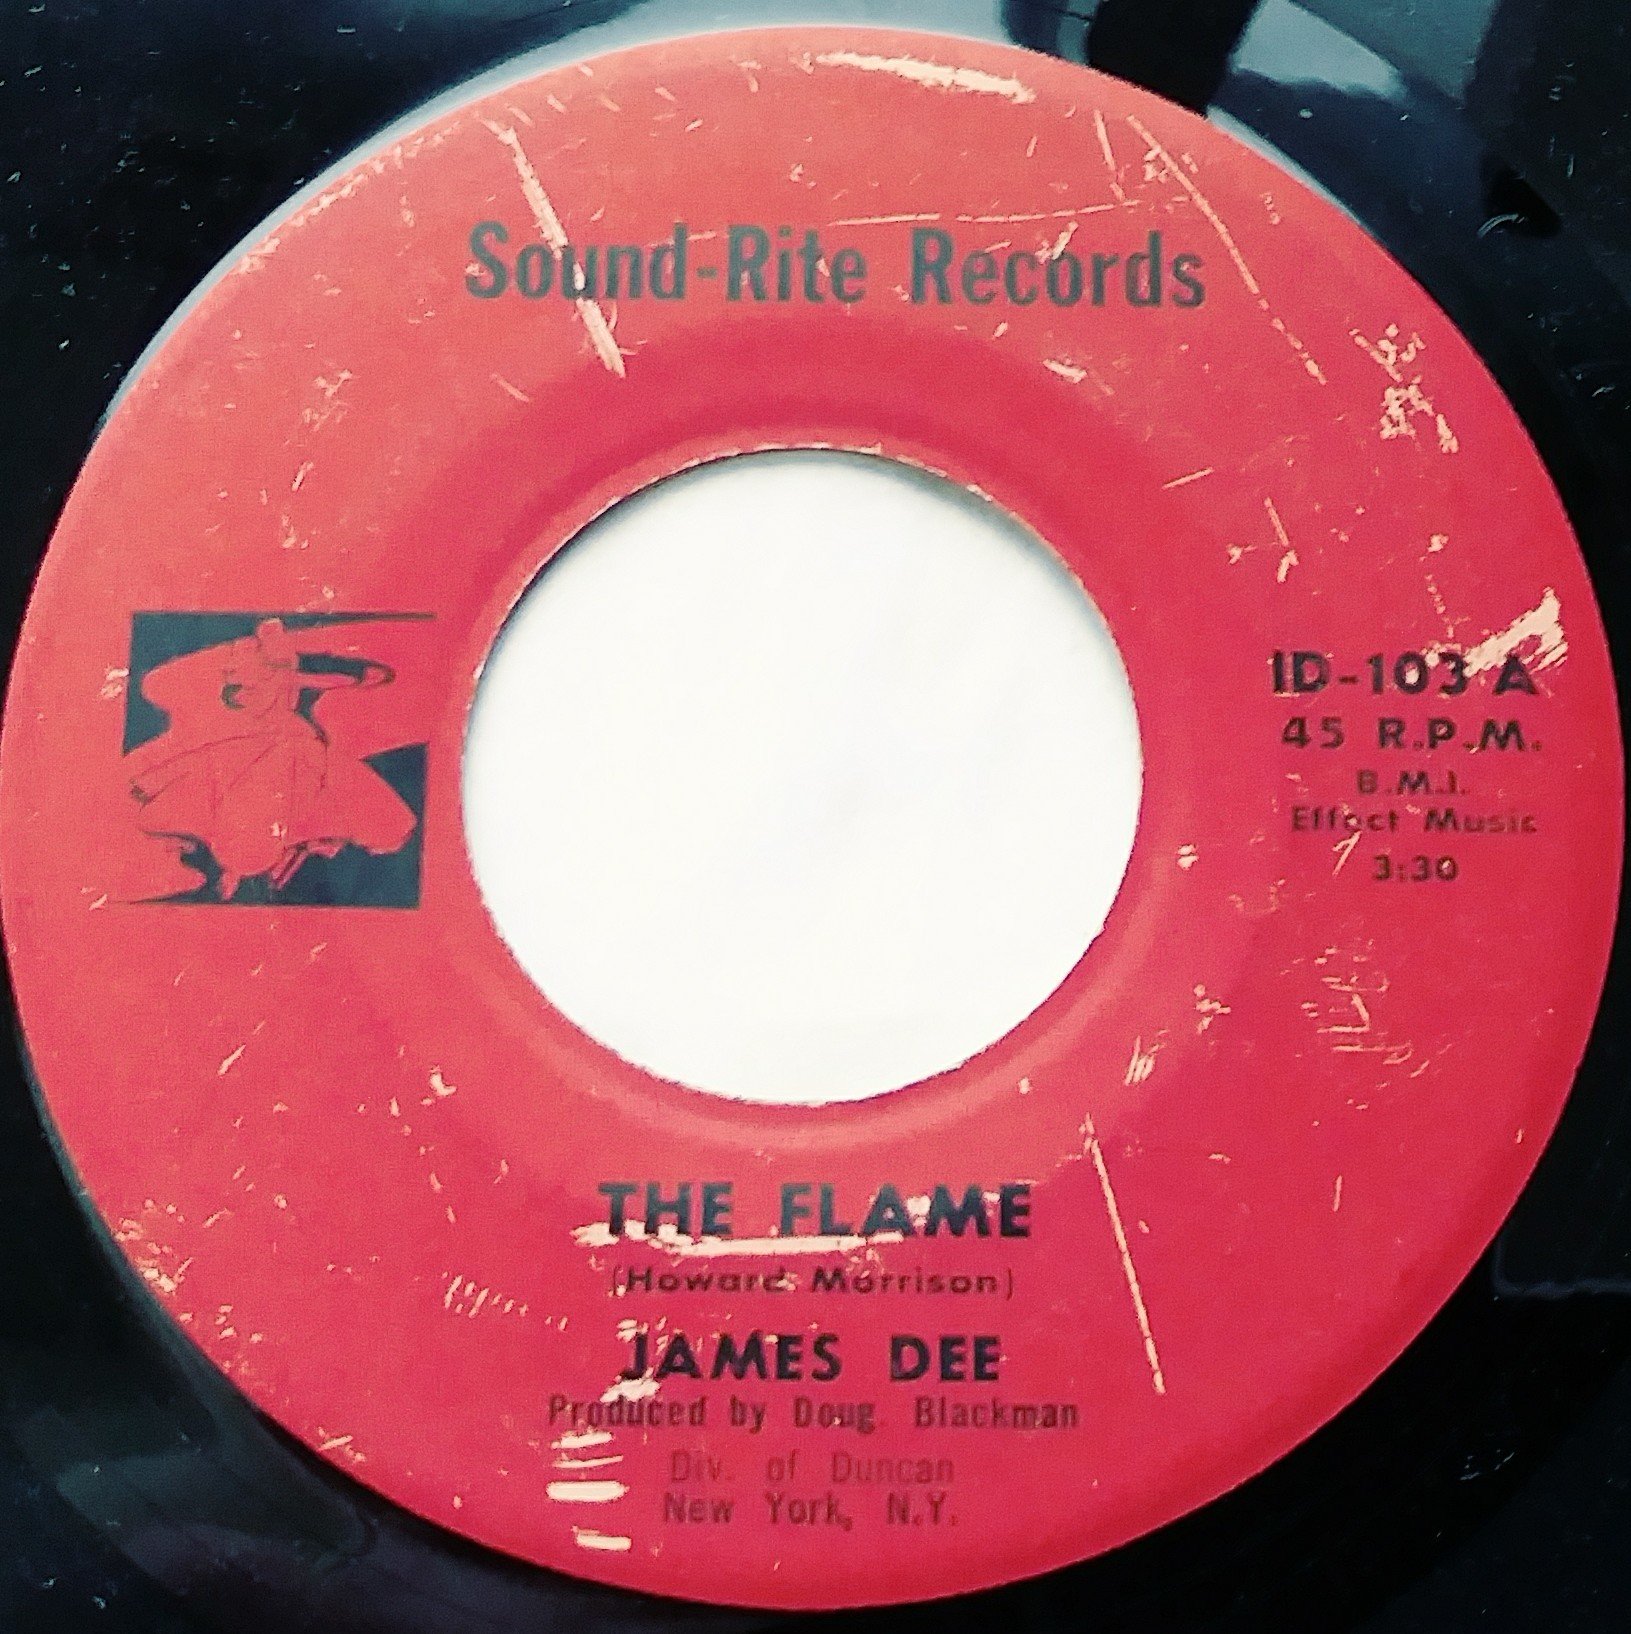 Sound-Rite Records
ID-103 A
45 R.P.M.
B.M.I.
Effect Music
3:30
THE FLAME
(Howard Morrison)
JAMES DEE
Produced by Doug Blackman
Div. of Duncan
New York, N.Y.